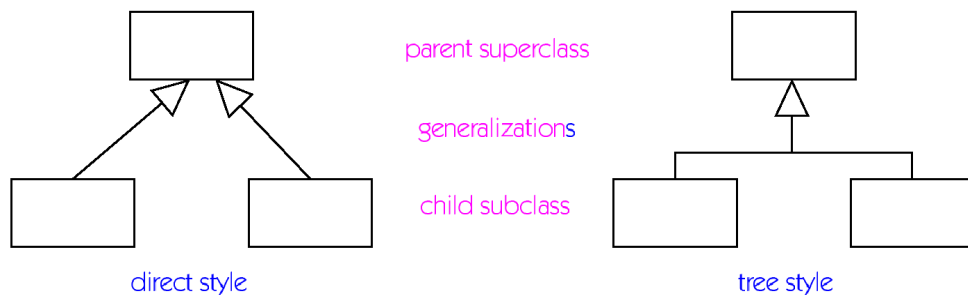 parent superclass
generalizations
child subclass
direct style
tree style